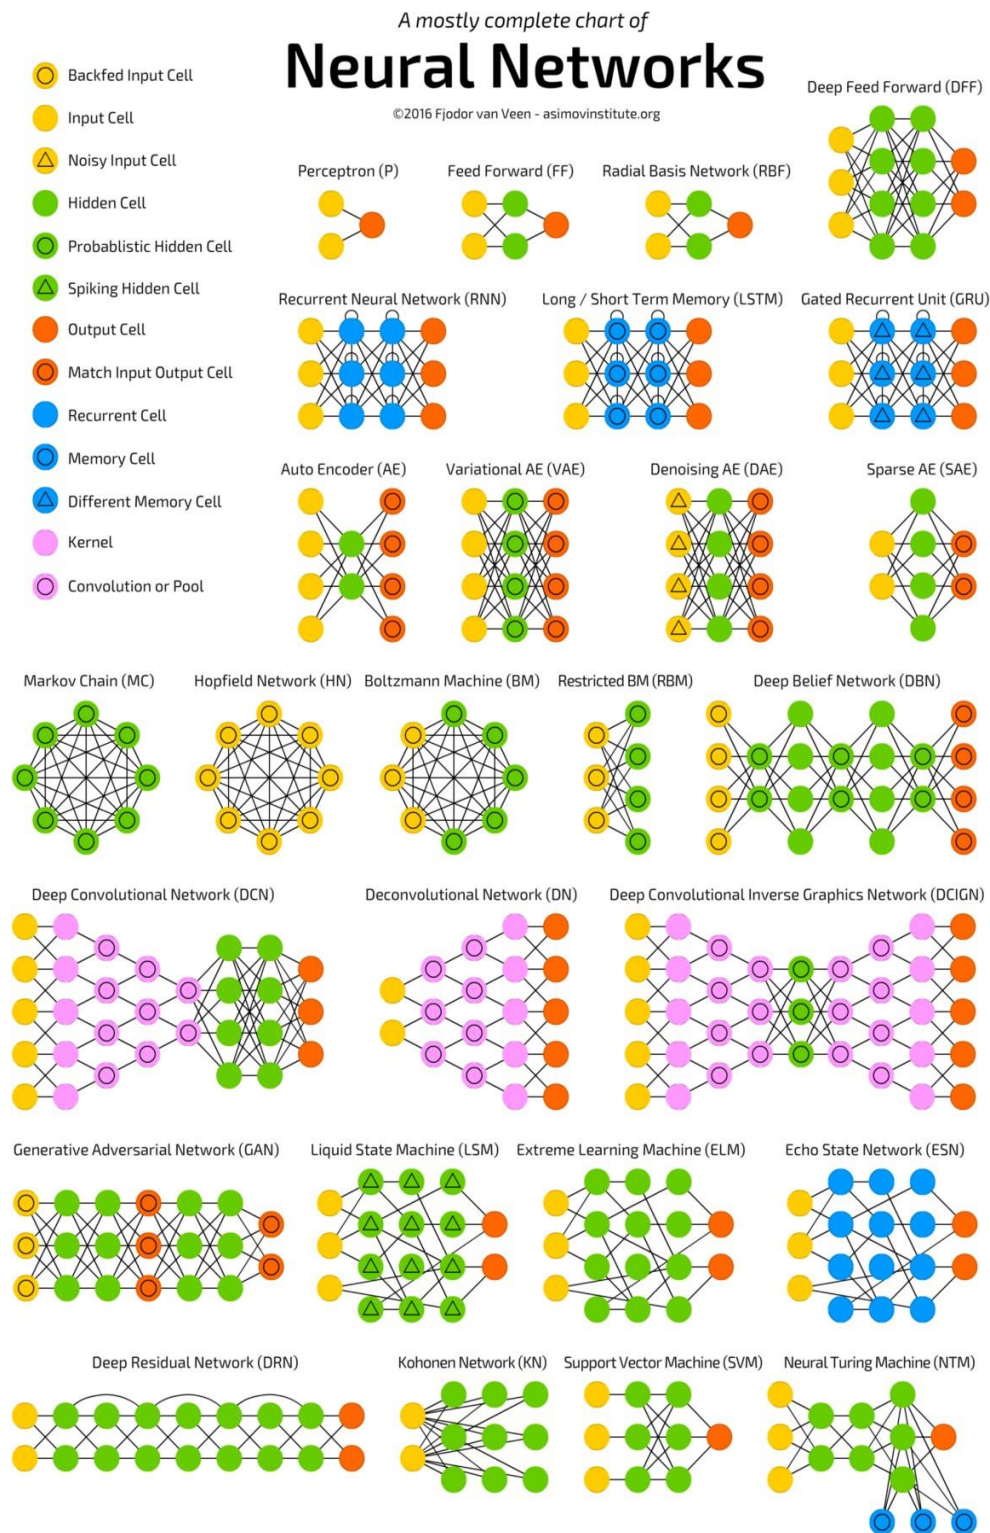 A mostly complete chart of
Neural Networks
©2016 Fjodor van Veen - asimovinstitute.org
Backfed Input Cell
Input Cell
Noisy Input Cell
Hidden Cell
Probablistic Hidden Cell
Spiking Hidden Cell
Output Cell
Match Input Output Cell
Recurrent Cell
Memory Cell
Different Memory Cell
Kernel
Convolution or Pool
Deep Feed Forward (DFF)
Perceptron (P)
Feed Forward (FF)
Radial Basis Network (RBF)
Recurrent Neural Network (RNN)
Long / Short Term Memory (LSTM)
Gated Recurrent Unit (GRU)
Auto Encoder (AE)
Variational AE (VAE)
Denoising AE (DAE)
Sparse AE (SAE)
Markov Chain (MC)
Hopfield Network (HN)
Boltzmann Machine (BM)
Restricted BM (RBM)
Deep Belief Network (DBN)
Deep Convolutional Network (DCN)
Deconvolutional Network (DN)
Deep Convolutional Inverse Graphics Network (DCIGN)
Generative Adversarial Network (GAN)
Liquid State Machine (LSM)
Extreme Learning Machine (ELM)
Echo State Network (ESN)
Deep Residual Network (DRN)
Kohonen Network (KN)
Support Vector Machine (SVM)
Neural Turing Machine (NTM)